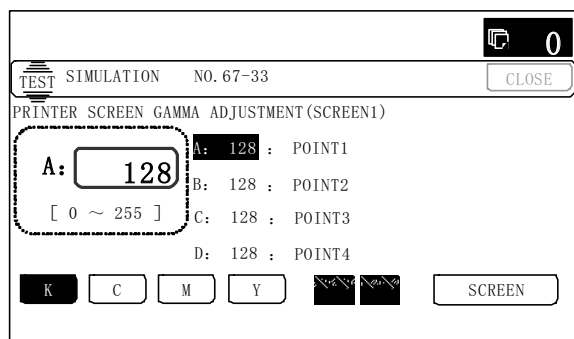 0
TEST SIMULATION NO. 67-33 CLOSE
PRINTER SCREEN GAMMA ADJUSTMENT(SCREEN1)
A: 128
[ 0 ～ 255 ]
A: 128 : POINT1
B: 128 : POINT2
C: 128 : POINT3
D: 128 : POINT4
K C M Y SCREEN